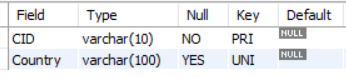 Field Type Null Key Default
CID varchar(10) NO PRI NULL
Country varchar(100) YES UNI NULL